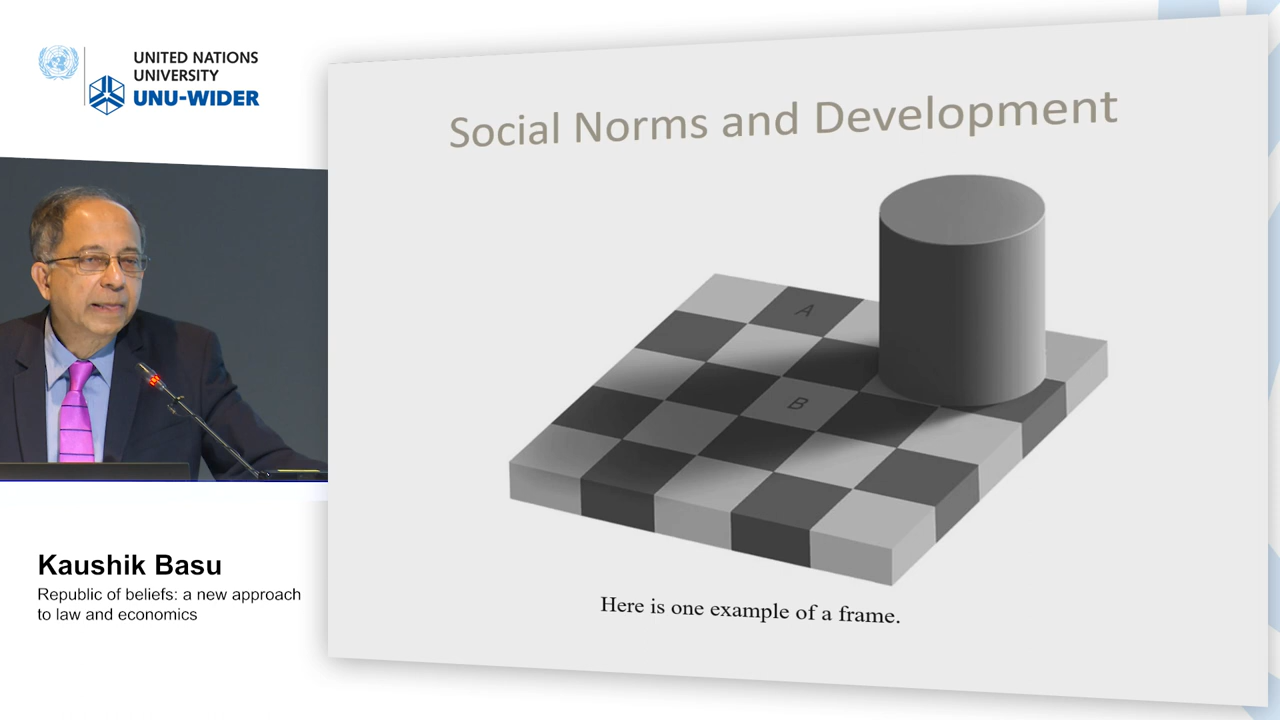 UNITED NATIONS
UNIVERSITY
UNU-WIDER
Social Norms and Development
A
B
Here is one example of a frame.
Kaushik Basu
Republic of beliefs: a new approach
to law and economics